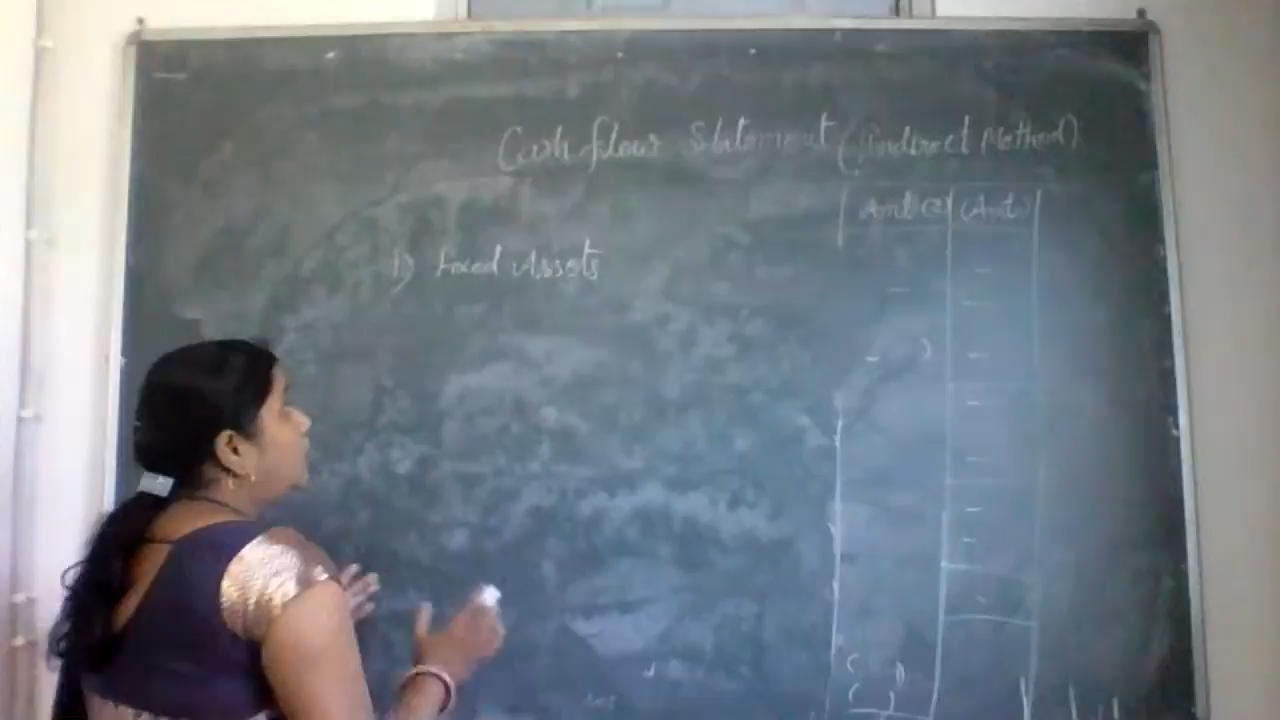 Cash flow Statement (Indirect Method)
Amt (₹) (Amt)
1) Fixed Assets